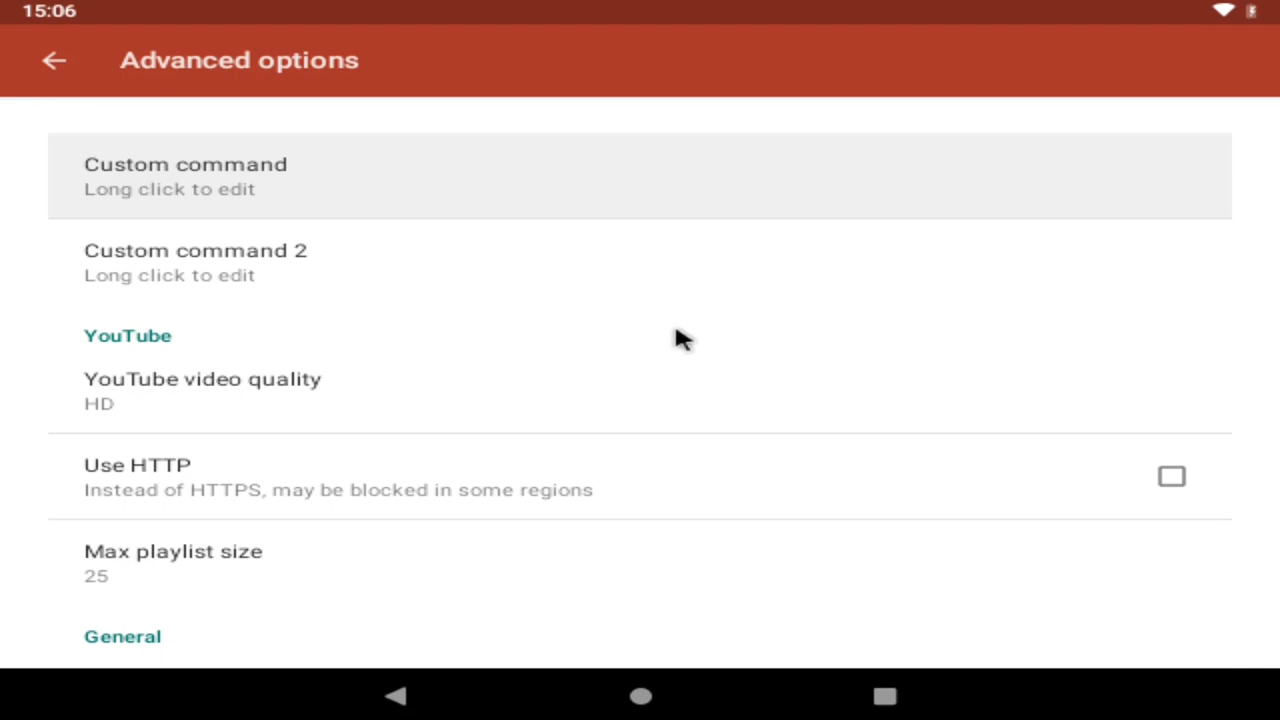 15:06
Advanced options
Custom command
Long click to edit
Custom command 2
Long click to edit
YouTube
YouTube video quality
HD
Use HTTP
Instead of HTTPS, may be blocked in some regions
Max playlist size
25
General